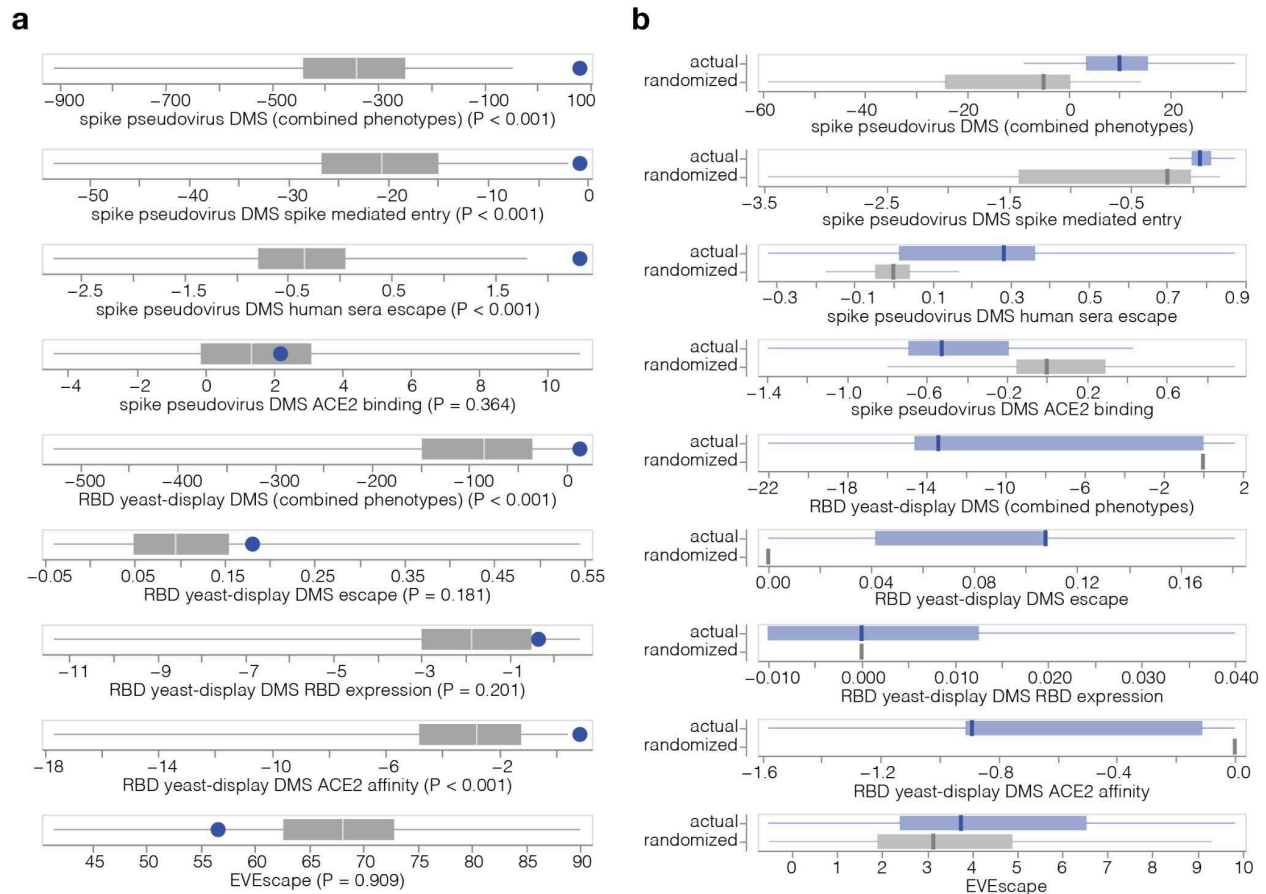 a
−900 −700 −500 −300 −100 100
spike pseudovirus DMS (combined phenotypes) (P < 0.001)
−50 −40 −30 −20 −10 0
spike pseudovirus DMS spike mediated entry (P < 0.001)
−2.5 −1.5 −0.5 0.5 1.5
spike pseudovirus DMS human sera escape (P < 0.001)
−4 −2 0 2 4 6 8 10
spike pseudovirus DMS ACE2 binding (P = 0.364)
−500 −400 −300 −200 −100 0
RBD yeast-display DMS (combined phenotypes) (P < 0.001)
−0.05 0.05 0.15 0.25 0.35 0.45 0.55
RBD yeast-display DMS escape (P = 0.181)
−11 −9 −7 −5 −3 −1
RBD yeast-display DMS RBD expression (P = 0.201)
−18 −14 −10 −6 −2
RBD yeast-display DMS ACE2 affinity (P < 0.001)
45 50 55 60 65 70 75 80 85 90
EVEscape (P = 0.909)
b
actual
randomized
−60 −40 −20 0 20
spike pseudovirus DMS (combined phenotypes)
actual
randomized
−3.5 −2.5 −1.5 −0.5
spike pseudovirus DMS spike mediated entry
actual
randomized
−0.3 −0.1 0.1 0.3 0.5 0.7 0.9
spike pseudovirus DMS human sera escape
actual
randomized
−1.4 −1.0 −0.6 −0.2 0.2 0.6
spike pseudovirus DMS ACE2 binding
actual
randomized
−22 −18 −14 −10 −6 −2 2
RBD yeast-display DMS (combined phenotypes)
actual
randomized
0.00 0.04 0.08 0.12 0.16
RBD yeast-display DMS escape
actual
randomized
−0.010 0.000 0.010 0.020 0.030 0.040
RBD yeast-display DMS RBD expression
actual
randomized
−1.6 −1.2 −0.8 −0.4 0.0
RBD yeast-display DMS ACE2 affinity
actual
randomized
0 1 2 3 4 5 6 7 8 9 10
EVEscape